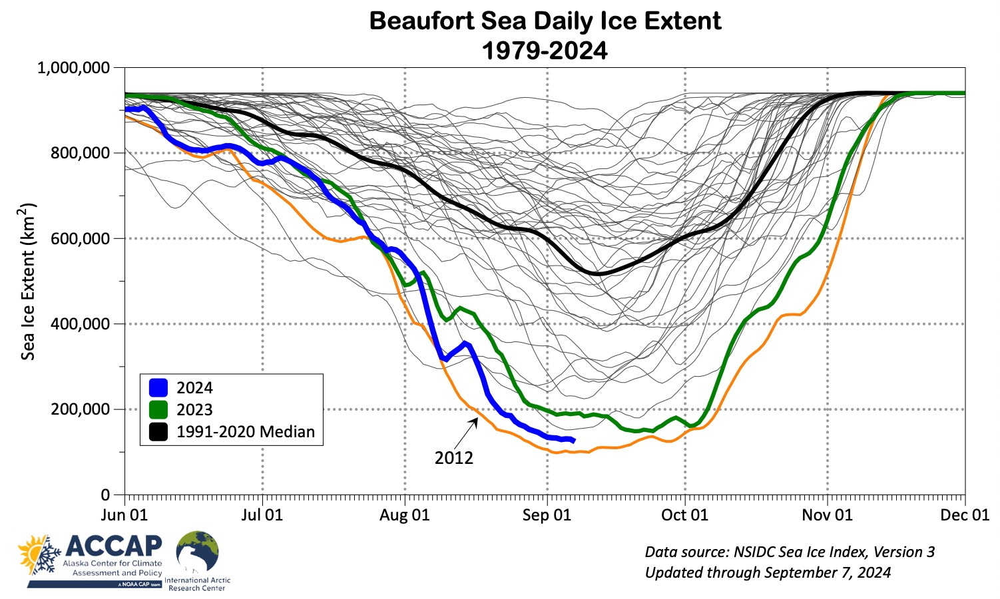 Beaufort Sea Daily Ice Extent
1979-2024
1,000,000
800,000
600,000
400,000
200,000
0
Sea Ice Extent (km²)
2024
2023
1991-2020 Median
2012
Jun 01
Jul 01
Aug 01
Sep 01
Oct 01
Nov 01
Dec 01
ACCAP
Alaska Center for Climate
Assessment and Policy
A NOAA CAP team
International Arctic
Research Center
Data source: NSIDC Sea Ice Index, Version 3
Updated through September 7, 2024